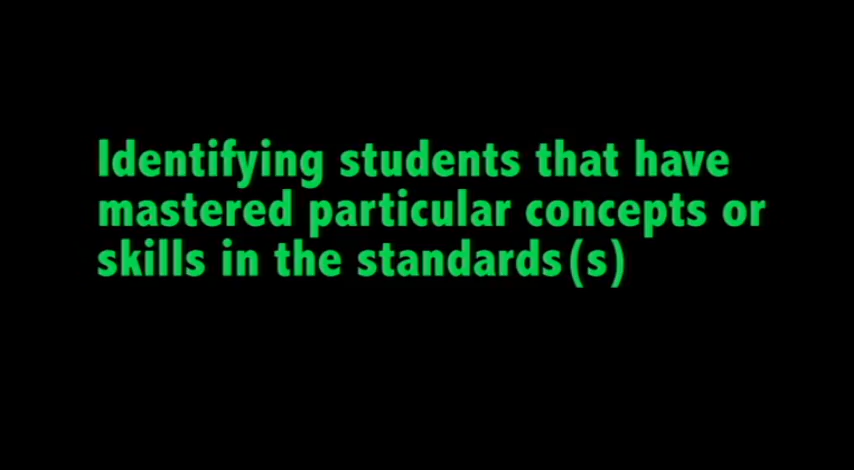 Identifying students that have
mastered particular concepts or
skills in the standards(s)